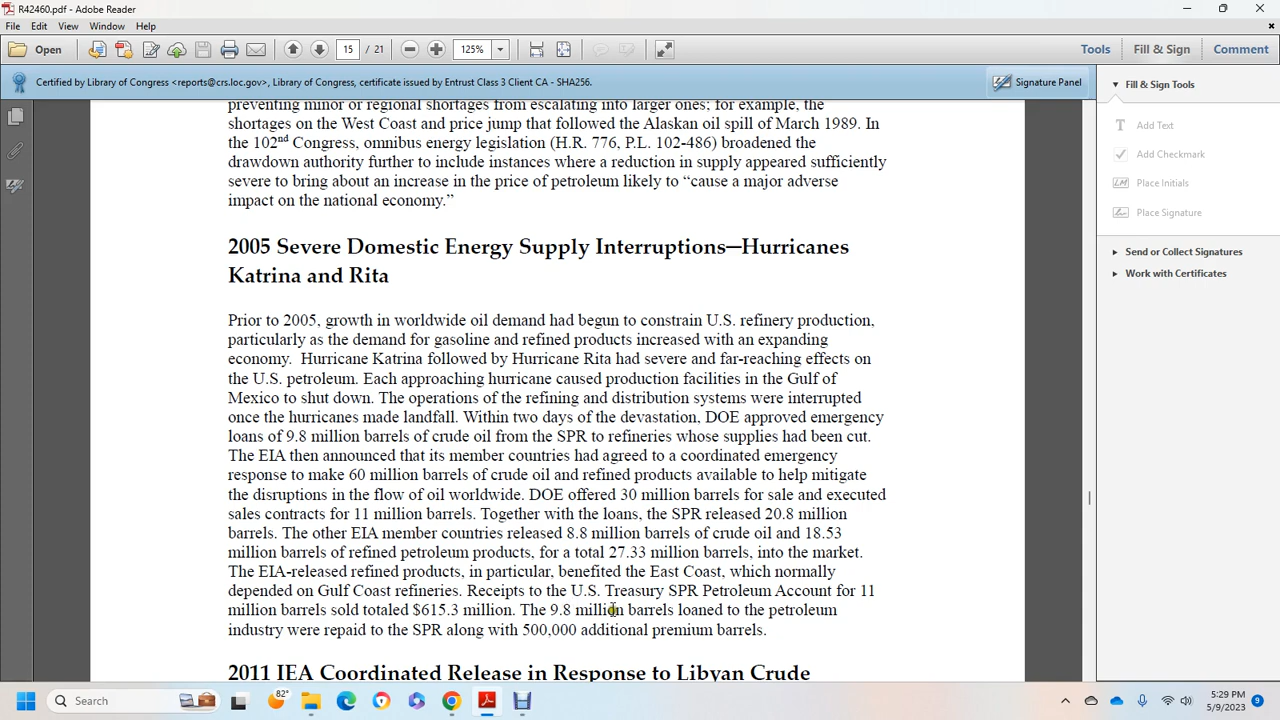 R42460.pdf - Adobe Reader
File Edit View Window Help
Open 15 / 21 125% Tools Fill & Sign Comment
Certified by Library of Congress <reports@crs.loc.gov>, Library of Congress, certificate issued by Entrust Class 3 Client CA - SHA256. Signature Panel
Fill & Sign Tools
Add Text
Add Checkmark
Place Initials
Place Signature
Send or Collect Signatures
Work with Certificates
preventing minor or regional shortages from escalating into larger ones; for example, the
shortages on the West Coast and price jump that followed the Alaskan oil spill of March 1989. In
the 102nd Congress, omnibus energy legislation (H.R. 776, P.L. 102-486) broadened the
drawdown authority further to include instances where a reduction in supply appeared sufficiently
severe to bring about an increase in the price of petroleum likely to “cause a major adverse
impact on the national economy.”
2005 Severe Domestic Energy Supply Interruptions—Hurricanes
Katrina and Rita
Prior to 2005, growth in worldwide oil demand had begun to constrain U.S. refinery production,
particularly as the demand for gasoline and refined products increased with an expanding
economy. Hurricane Katrina followed by Hurricane Rita had severe and far-reaching effects on
the U.S. petroleum. Each approaching hurricane caused production facilities in the Gulf of
Mexico to shut down. The operations of the refining and distribution systems were interrupted
once the hurricanes made landfall. Within two days of the devastation, DOE approved emergency
loans of 9.8 million barrels of crude oil from the SPR to refineries whose supplies had been cut.
The EIA then announced that its member countries had agreed to a coordinated emergency
response to make 60 million barrels of crude oil and refined products available to help mitigate
the disruptions in the flow of oil worldwide. DOE offered 30 million barrels for sale and executed
sales contracts for 11 million barrels. Together with the loans, the SPR released 20.8 million
barrels. The other EIA member countries released 8.8 million barrels of crude oil and 18.53
million barrels of refined petroleum products, for a total 27.33 million barrels, into the market.
The EIA-released refined products, in particular, benefited the East Coast, which normally
depended on Gulf Coast refineries. Receipts to the U.S. Treasury SPR Petroleum Account for 11
million barrels sold totaled $615.3 million. The 9.8 million barrels loaned to the petroleum
industry were repaid to the SPR along with 500,000 additional premium barrels.
2011 IEA Coordinated Release in Response to Libyan Crude
Search 82° 5:29 PM
5/9/2023 9